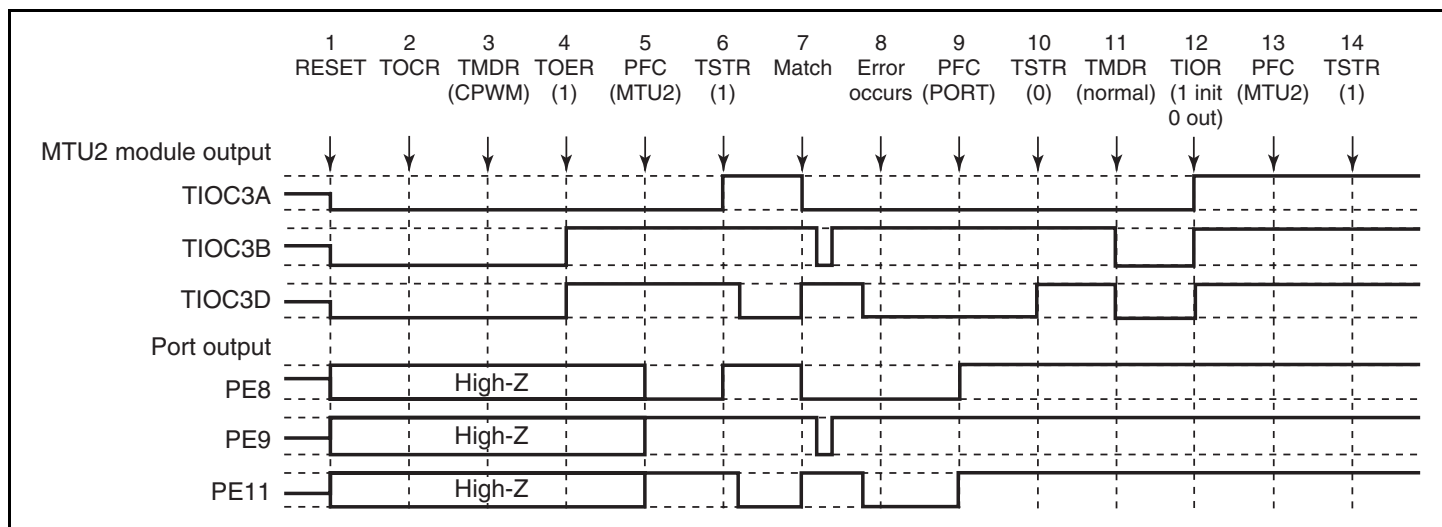 1 2 3 4 5 6 7 8 9 10 11 12 13 14
RESET TOCR TMDR TOER PFC TSTR Match Error PFC TSTR TMDR TIOR PFC TSTR
(CPWM) (1) (MTU2) (1) occurs (PORT) (0) (normal) (1 init (MTU2) (1)
0 out)
MTU2 module output
TIOC3A
TIOC3B
TIOC3D
Port output
PE8 High-Z
PE9 High-Z
PE11 High-Z